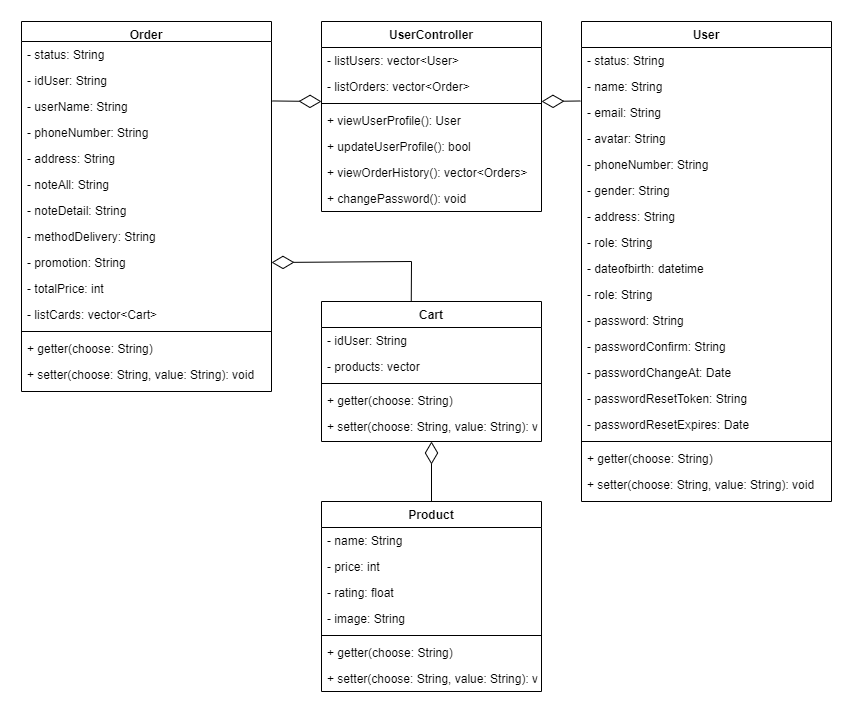 Order
- status: String
- idUser: String
- userName: String
- phoneNumber: String
- address: String
- noteAll: String
- noteDetail: String
- methodDelivery: String
- promotion: String
- totalPrice: int
- listCards: vector<Cart>
+ getter(choose: String)
+ setter(choose: String, value: String): void
UserController
- listUsers: vector<User>
- listOrders: vector<Order>
+ viewUserProfile(): User
+ updateUserProfile(): bool
+ viewOrderHistory(): vector<Orders>
+ changePassword(): void
User
- status: String
- name: String
- email: String
- avatar: String
- phoneNumber: String
- gender: String
- address: String
- role: String
- dateofbirth: datetime
- role: String
- password: String
- passwordConfirm: String
- passwordChangeAt: Date
- passwordResetToken: String
- passwordResetExpires: Date
+ getter(choose: String)
+ setter(choose: String, value: String): void
Cart
- idUser: String
- products: vector
+ getter(choose: String)
+ setter(choose: String, value: String): v
Product
- name: String
- price: int
- rating: float
- image: String
+ getter(choose: String)
+ setter(choose: String, value: String): v